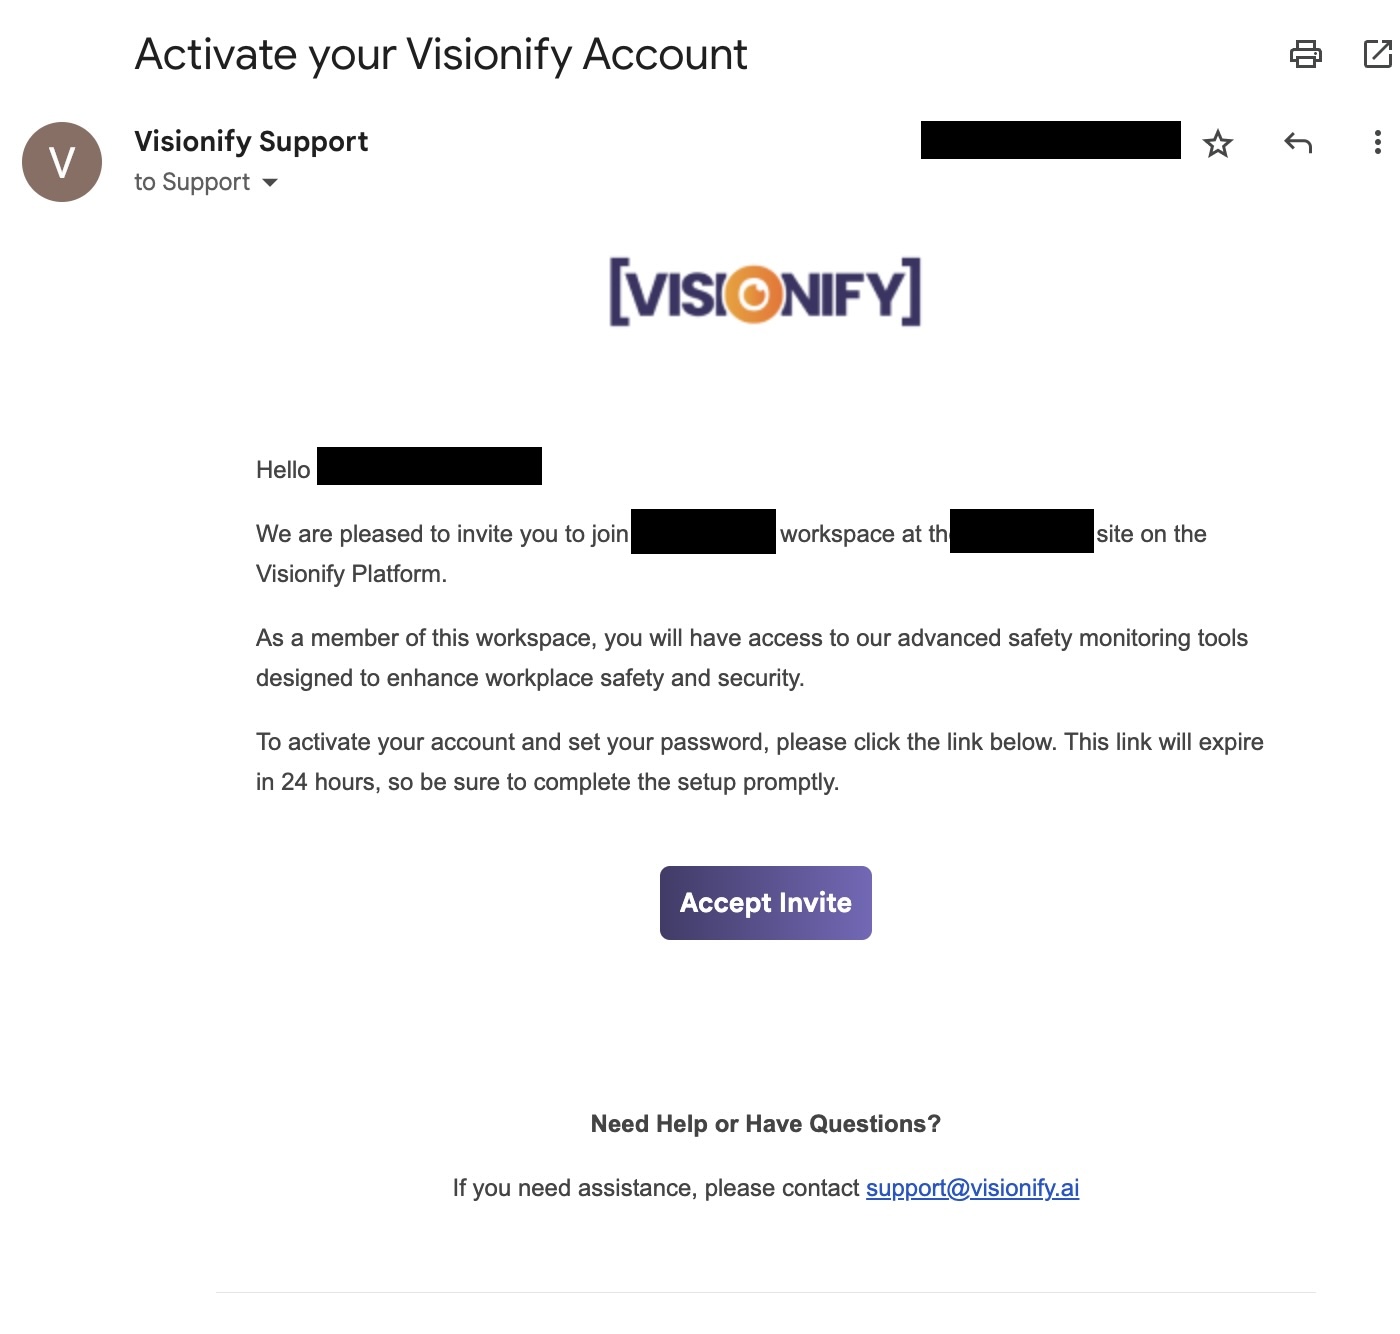 Activate your Visionify Account
Visionify Support
V
to Support
[VISIONIFY]
Hello
We are pleased to invite you to join workspace at th site on the
Visionify Platform.
As a member of this workspace, you will have access to our advanced safety monitoring tools
designed to enhance workplace safety and security.
To activate your account and set your password, please click the link below. This link will expire
in 24 hours, so be sure to complete the setup promptly.
Accept Invite
Need Help or Have Questions?
If you need assistance, please contact support@visionify.ai